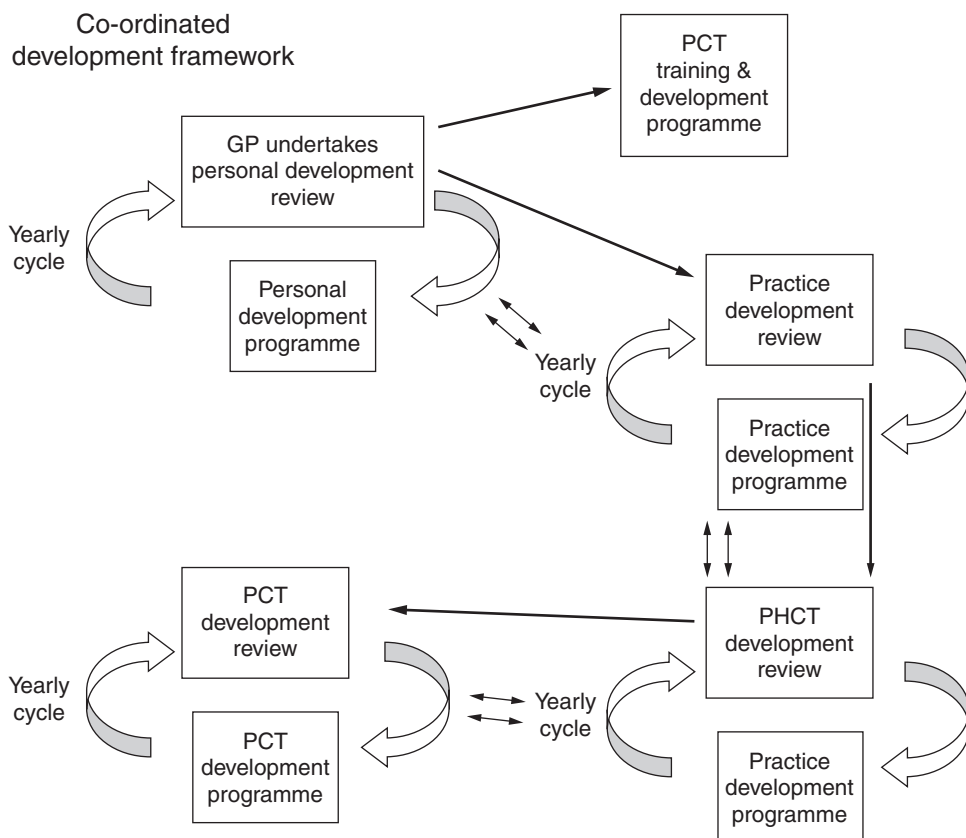 Co-ordinated
development framework
PCT
training &
development
programme
GP undertakes
personal development
review
Yearly
cycle
Personal
development
programme
Practice
development
review
Yearly
cycle
Practice
development
programme
PCT
development
review
PHCT
development
review
Yearly
cycle
Yearly
cycle
PCT
development
programme
Practice
development
programme